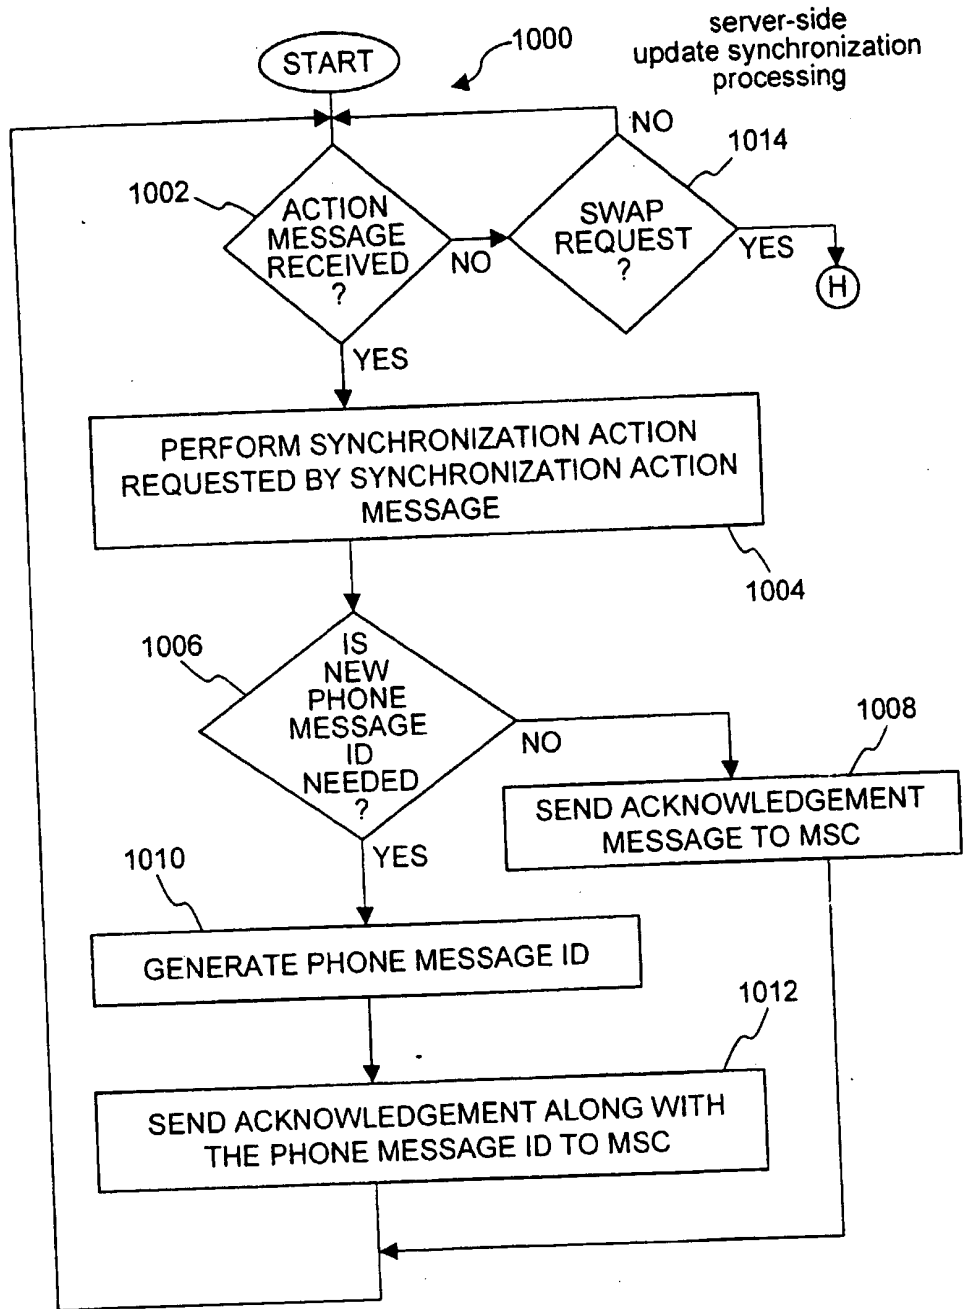 server-side
update synchronization
processing
START
1000
NO
1014
1002
ACTION
MESSAGE
RECEIVED
?
NO
SWAP
REQUEST
?
YES
H
YES
PERFORM SYNCHRONIZATION ACTION
REQUESTED BY SYNCHRONIZATION ACTION
MESSAGE
1004
1006
IS
NEW
PHONE
MESSAGE
ID
NEEDED
?
NO
1008
SEND ACKNOWLEDGEMENT
MESSAGE TO MSC
YES
1010
GENERATE PHONE MESSAGE ID
1012
SEND ACKNOWLEDGEMENT ALONG WITH
THE PHONE MESSAGE ID TO MSC